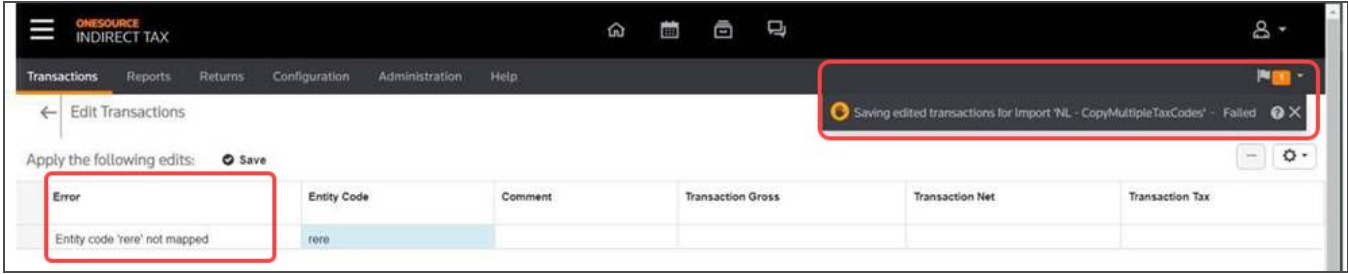 ONESOURCE
INDIRECT TAX
Transactions Reports Returns Configuration Administration Help 1
Edit Transactions
Saving edited transactions for Import 'NL - CopyMultipleTaxCodes' - Failed
Apply the following edits: Save
Error Entity Code Comment Transaction Gross Transaction Net Transaction Tax
Entity code 'rere' not mapped rere